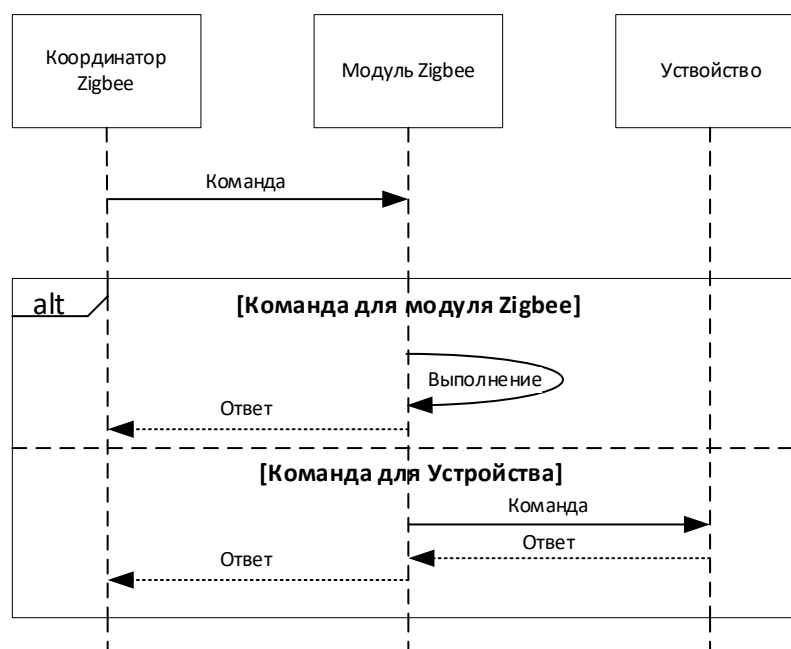 Координатор
Zigbee
Модуль Zigbee
Уствойство
Команда
alt
[Команда для модуля Zigbee]
Выполнение
Ответ
[Команда для Устройства]
Команда
Ответ
Ответ